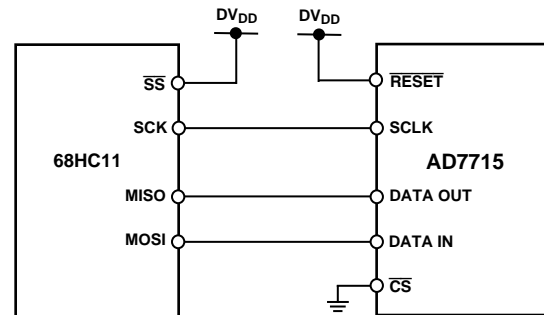 DVDD DVDD
SS RESET
SCK SCLK
68HC11 AD7715
MISO DATA OUT
MOSI DATA IN
CS